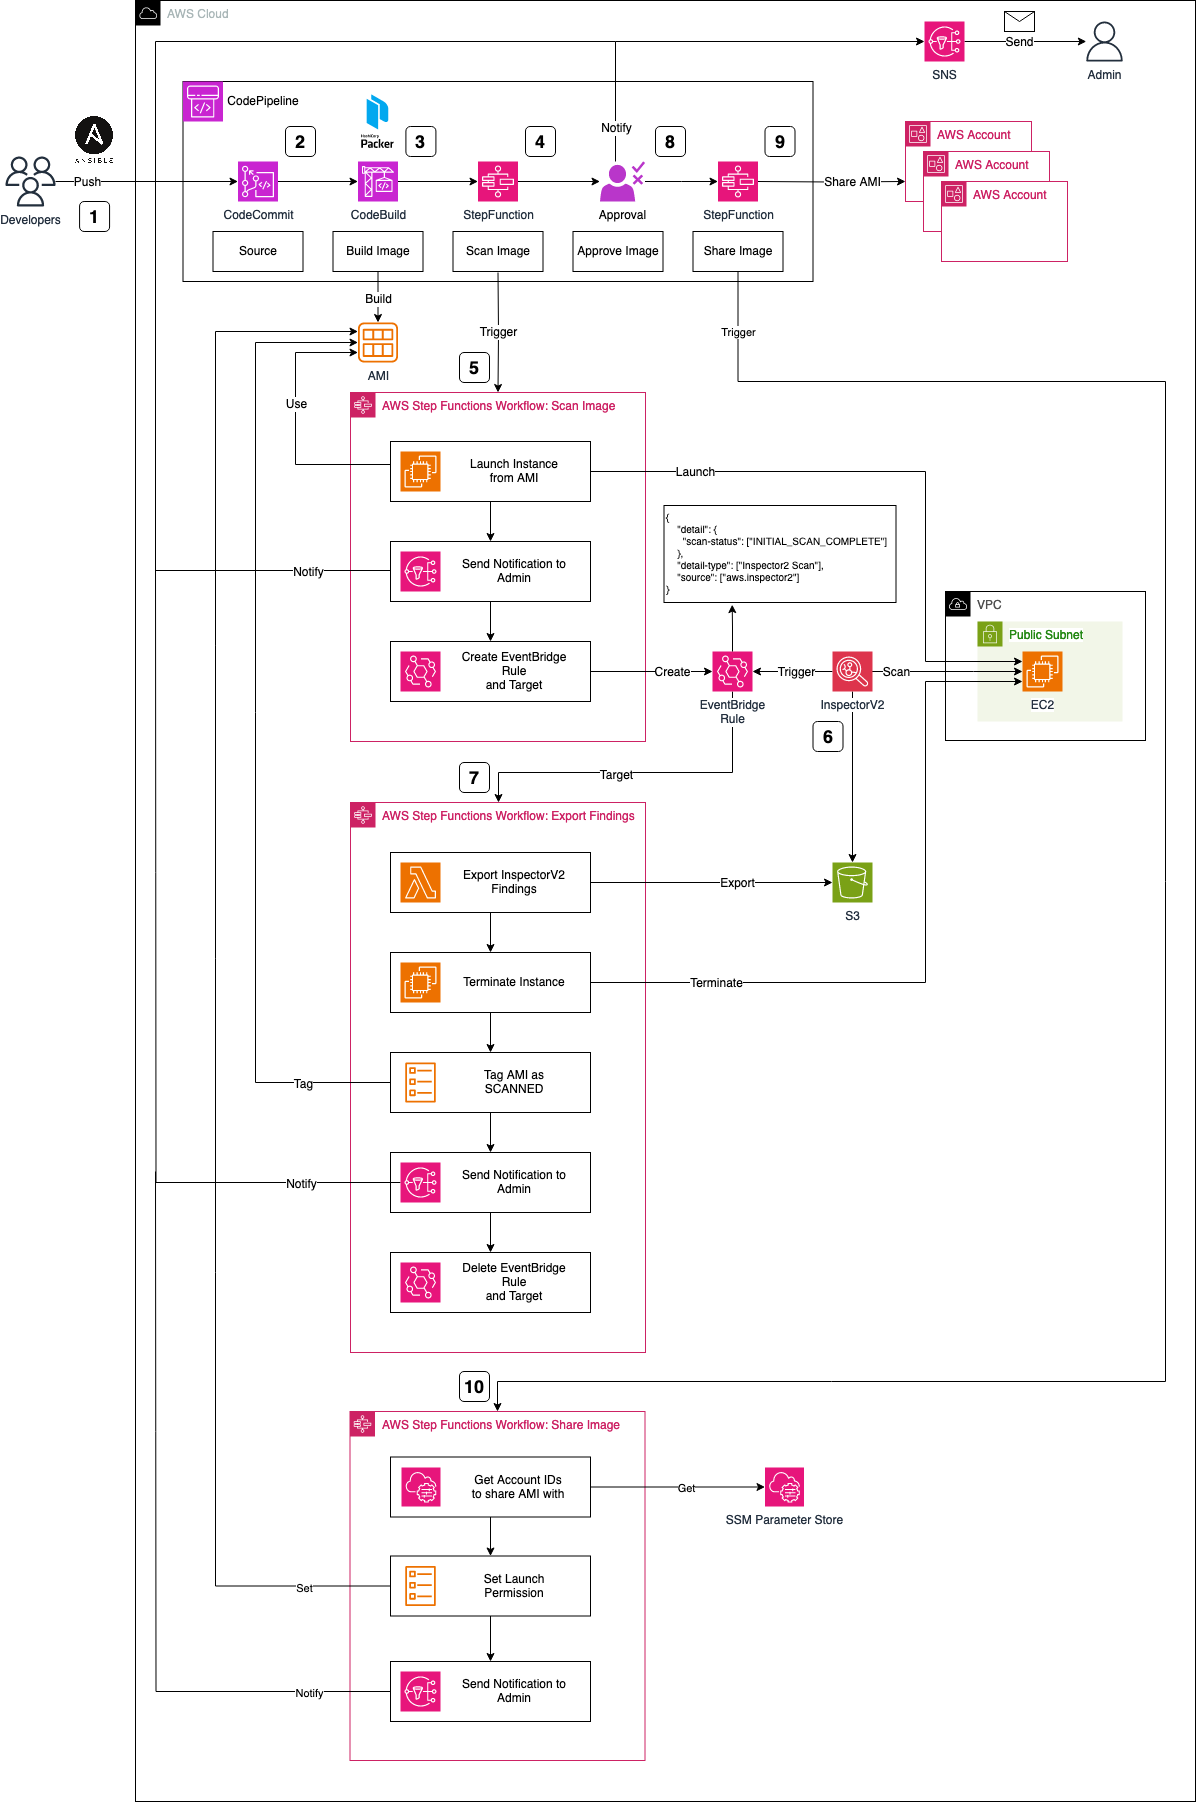 AWS Cloud
Send
SNS
Admin
CodePipeline
HashiCorp
Packer
ANSIBLE
Notify
2
3
4
8
9
AWS Account
AWS Account
AWS Account
Push
Share AMI
Developers
1
CodeCommit
CodeBuild
StepFunction
Approval
StepFunction
Source
Build Image
Scan Image
Approve Image
Share Image
Build
Trigger
Trigger
AMI
5
Use
AWS Step Functions Workflow: Scan Image
Launch Instance
from AMI
Launch
{
"detail": {
"scan-status": ["INITIAL_SCAN_COMPLETE"]
},
"detail-type": ["Inspector2 Scan"],
"source": ["aws.inspector2"]
}
Send Notification to
Admin
Notify
VPC
Public Subnet
Create EventBridge
Rule
and Target
Create
Trigger
Scan
EventBridge
Rule
InspectorV2
EC2
6
7
Target
AWS Step Functions Workflow: Export Findings
Export InspectorV2
Findings
Export
S3
Terminate Instance
Terminate
Tag AMI as
SCANNED
Tag
Send Notification to
Admin
Notify
Delete EventBridge
Rule
and Target
10
AWS Step Functions Workflow: Share Image
Get Account IDs
to share AMI with
Get
SSM Parameter Store
Set Launch
Permission
Set
Send Notification to
Admin
Notify